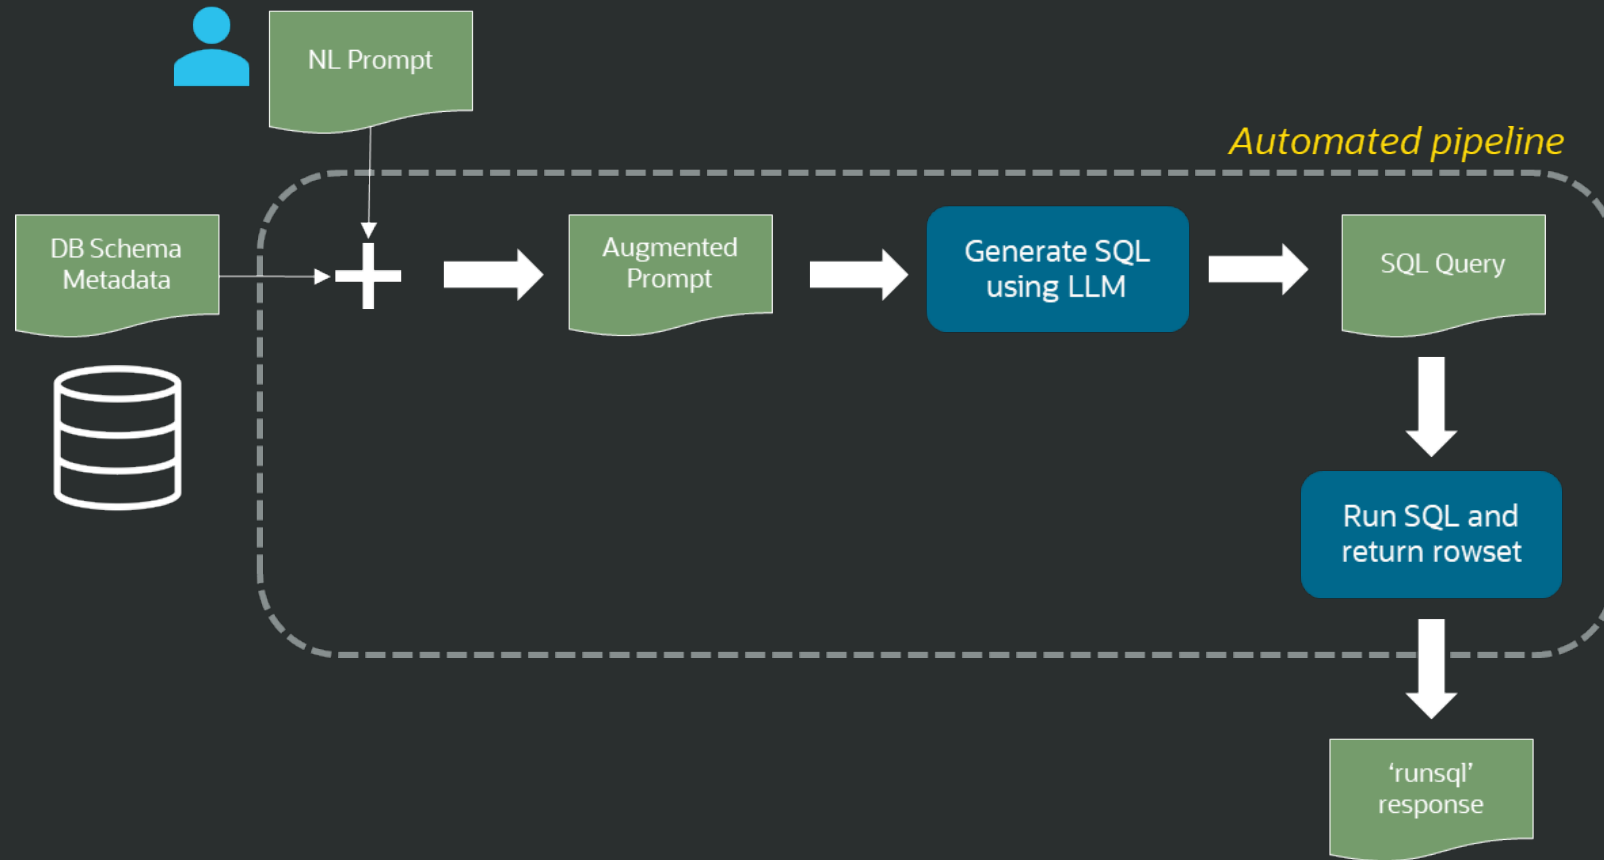 NL Prompt
Automated pipeline
DB Schema
Metadata
Augmented
Prompt
Generate SQL
using LLM
SQL Query
Run SQL and
return rowset
‘runsql’
response